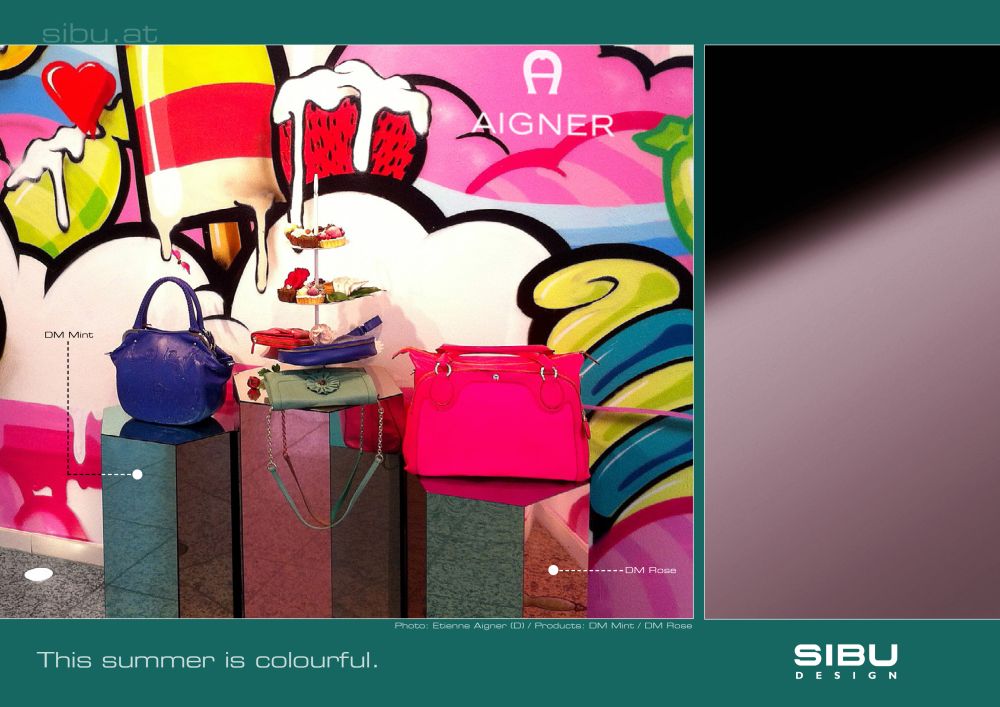 sibu.at
AIGNER
DM Mint
DM Rose
Photo: Etienne Aigner (D) / Products: DM Mint / DM Rose
This summer is colourful.
SIBU
DESIGN